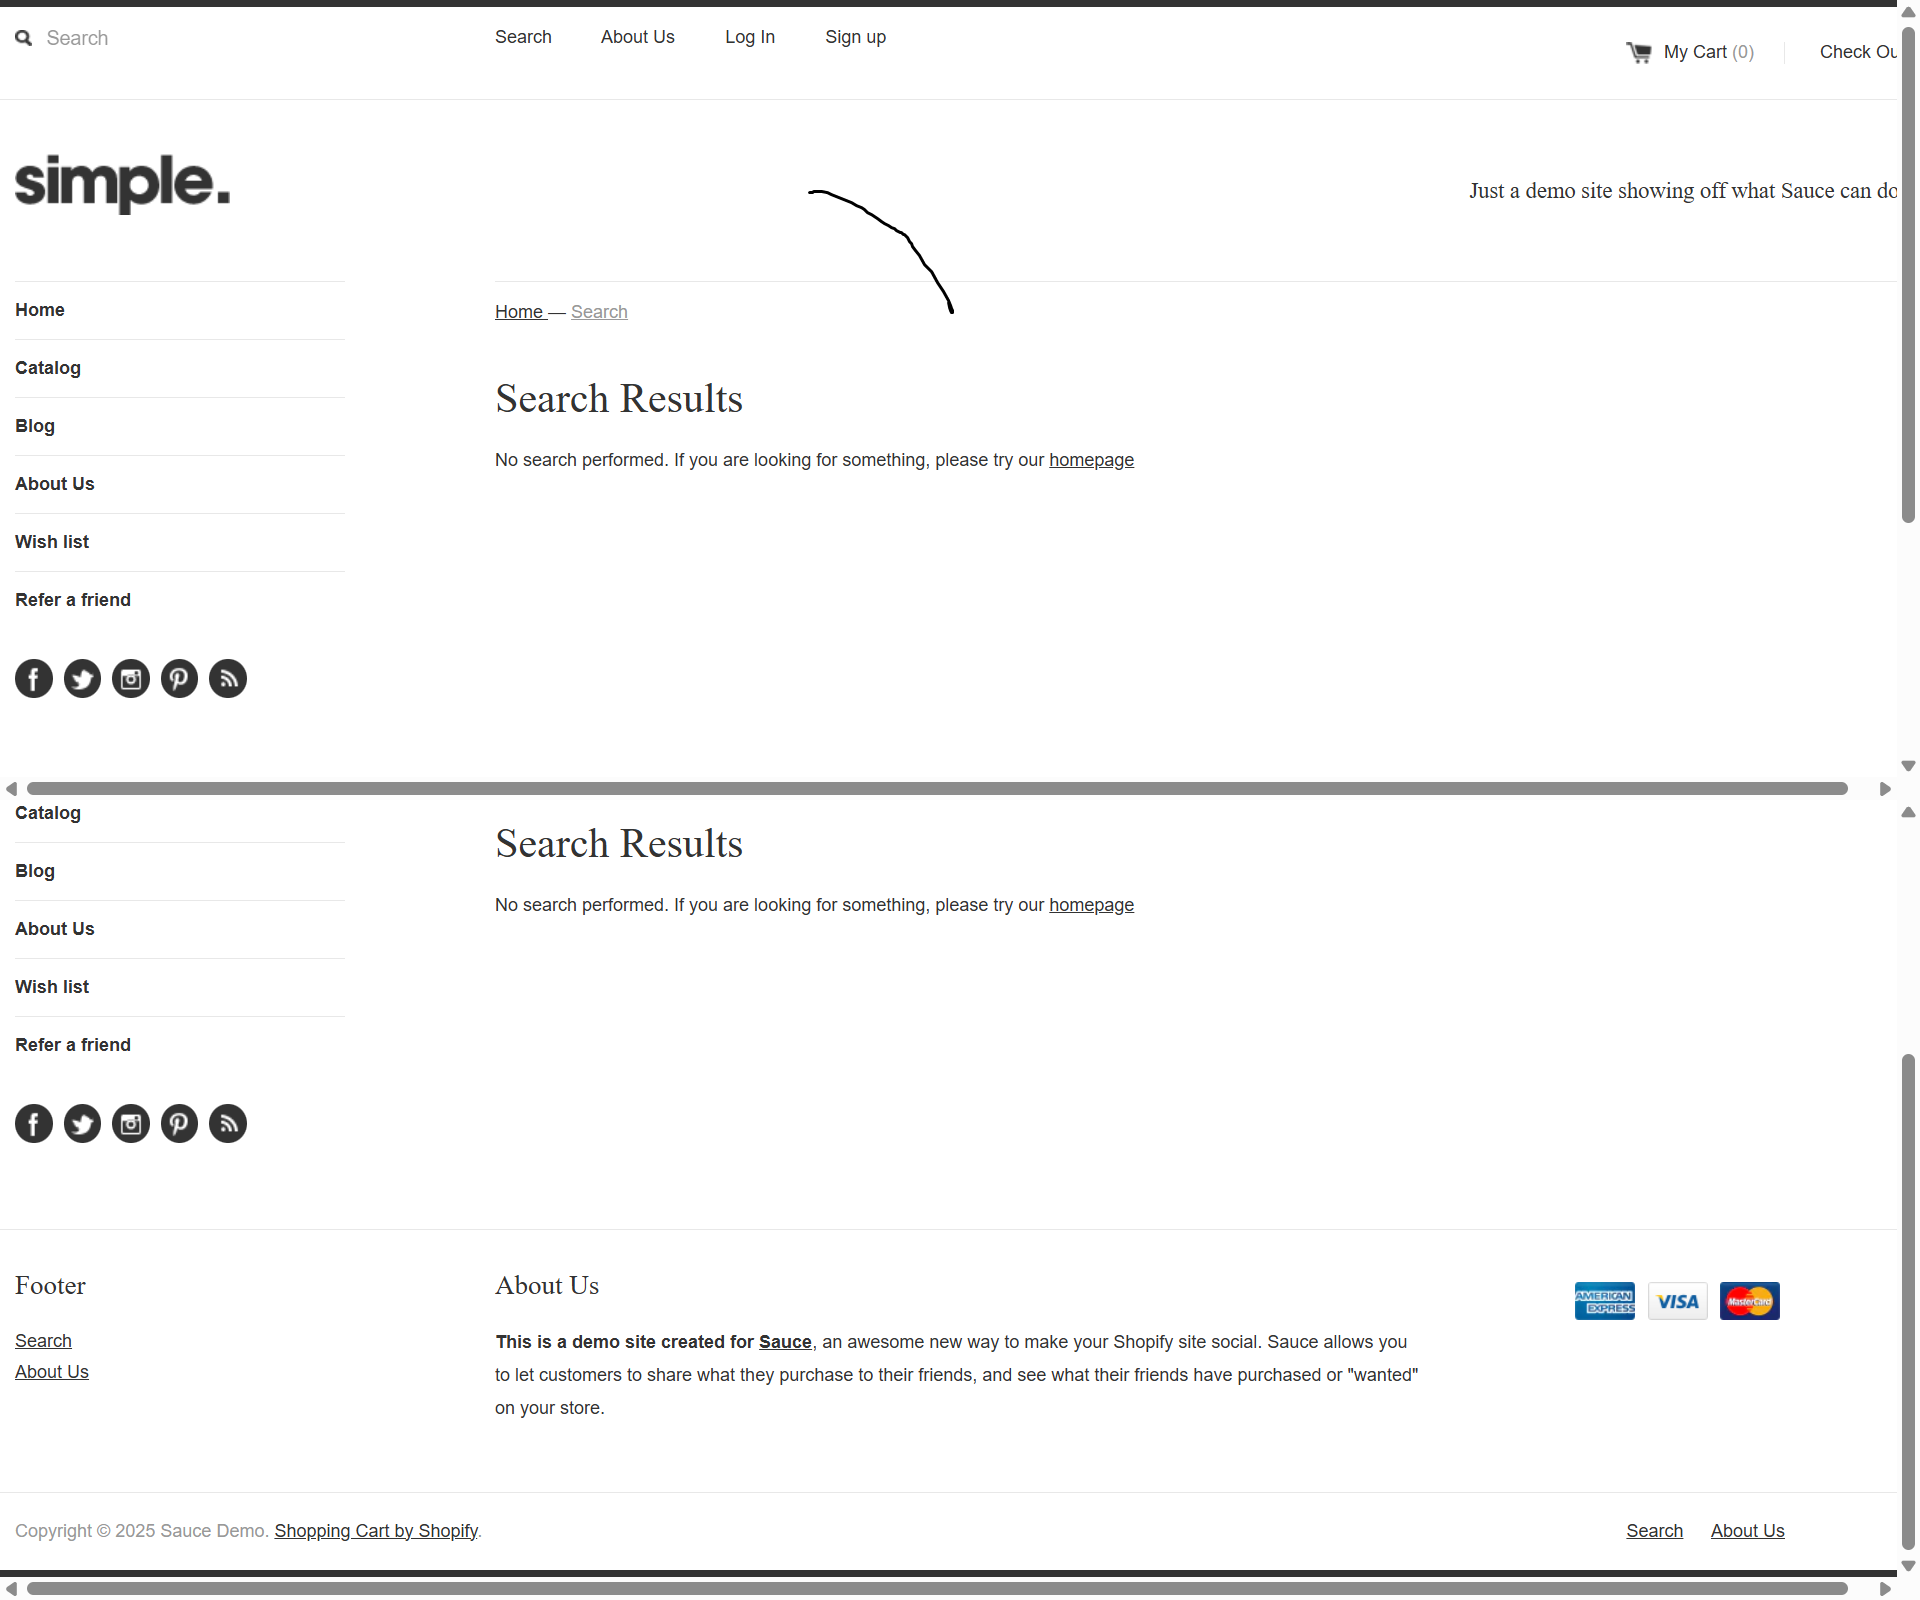 Search
Search About Us Log In Sign up
My Cart (0) Check Ou
simple.
Just a demo site showing off what Sauce can do
Home
Catalog
Blog
About Us
Wish list
Refer a friend
Home — Search
Search Results
No search performed. If you are looking for something, please try our homepage
Catalog
Blog
About Us
Wish list
Refer a friend
Search Results
No search performed. If you are looking for something, please try our homepage
Footer
Search
About Us
About Us
This is a demo site created for Sauce, an awesome new way to make your Shopify site social. Sauce allows you
to let customers to share what they purchase to their friends, and see what their friends have purchased or "wanted"
on your store.
AMERICAN EXPRESS
VISA
MasterCard
Copyright © 2025 Sauce Demo. Shopping Cart by Shopify.
Search About Us